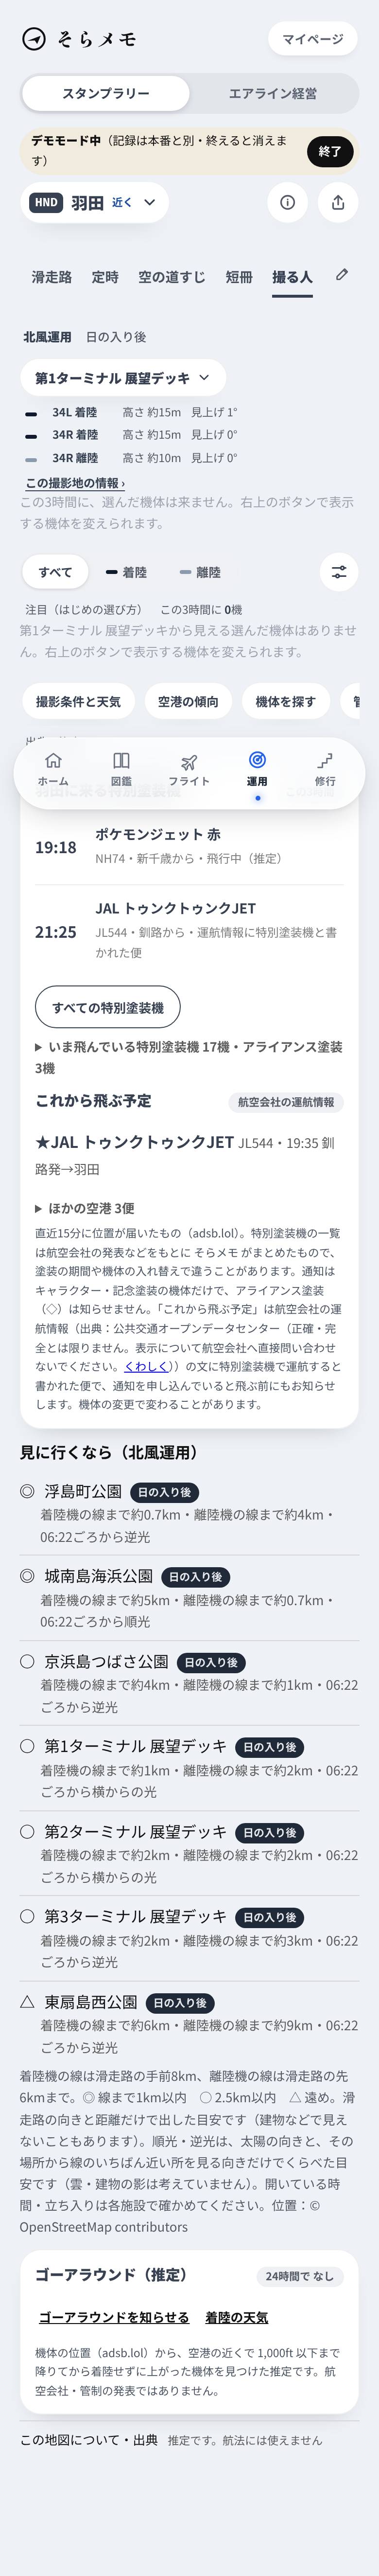 そらメモ
マイページ
スタンプラリー
エアライン経営
デモモード中（記録は本番と別・終えると消えま
す）
終了
HND 羽田 近く
滑走路 定時 空の道すじ 短冊 撮る人
北風運用 日の入り後
第1ターミナル 展望デッキ
34L 着陸 高さ 約15m 見上げ 1°
34R 着陸 高さ 約15m 見上げ 0°
34R 離陸 高さ 約10m 見上げ 0°
この撮影地の情報 ›
この3時間に、選んだ機体は来ません。右上のボタンで表示
する機体を変えられます。
すべて 着陸 離陸
注目（はじめの選び方） この3時間に 0機
第1ターミナル 展望デッキから見える選んだ機体はありませ
ん。右上のボタンで表示する機体を変えられます。
撮影条件と天気 空港の傾向 機体を探す
ホーム 図鑑 フライト 運用 修行
羽田に来る特別塗装機
19:18
ポケモンジェット 赤
NH74・新千歳から・飛行中（推定）
21:25
JAL トゥンクトゥンクJET
JL544・釧路から・運航情報に特別塗装機と書
かれた便
すべての特別塗装機
▶ いま飛んでいる特別塗装機 17機・アライアンス塗装
3機
これから飛ぶ予定 航空会社の運航情報
★JAL トゥンクトゥンクJET JL544・19:35 釧
路発→羽田
▶ ほかの空港 3便
直近15分に位置が届いたもの（adsb.lol）。特別塗装機の一覧
は航空会社の発表などをもとに そらメモ がまとめたもので、
塗装の期間や機体の入れ替えで違うことがあります。通知は
キャラクター・記念塗装の機体だけで、アライアンス塗装
（◇）は知らせません。「これから飛ぶ予定」は航空会社の運
航情報（出典：公共交通オープンデータセンター（正確・完
全とは限りません。表示について航空会社へ直接問い合わせ
ないでください。くわしく））の文に特別塗装機で運航すると
書かれた便で、通知を申し込んでいると飛ぶ前にもお知らせ
します。機体の変更で変わることがあります。
見に行くなら（北風運用）
◎ 浮島町公園 日の入り後
着陸機の線まで約0.7km・離陸機の線まで約4km・
06:22ごろから逆光
◎ 城南島海浜公園 日の入り後
着陸機の線まで約5km・離陸機の線まで約0.7km・
06:22ごろから順光
○ 京浜島つばさ公園 日の入り後
着陸機の線まで約4km・離陸機の線まで約1km・06:22
ごろから逆光
○ 第1ターミナル 展望デッキ 日の入り後
着陸機の線まで約1km・離陸機の線まで約2km・06:22
ごろから横からの光
○ 第2ターミナル 展望デッキ 日の入り後
着陸機の線まで約2km・離陸機の線まで約2km・06:22
ごろから横からの光
○ 第3ターミナル 展望デッキ 日の入り後
着陸機の線まで約2km・離陸機の線まで約3km・06:22
ごろから逆光
△ 東扇島西公園 日の入り後
着陸機の線まで約6km・離陸機の線まで約9km・06:22
ごろから逆光
着陸機の線は滑走路の手前8km、離陸機の線は滑走路の先
6kmまで。◎ 線まで1km以内 ○ 2.5km以内 △ 遠め。滑
走路の向きと距離だけで出した目安です（建物などで見え
ないこともあります）。順光・逆光は、太陽の向きと、その
場所から線のいちばん近い所を見る向きだけでくらべた目
安です（雲・建物の影は考えていません）。開いている時
間・立ち入りは各施設で確かめてください。位置：©
OpenStreetMap contributors
ゴーアラウンド（推定） 24時間で なし
ゴーアラウンドを知らせる 着陸の天気
機体の位置（adsb.lol）から、空港の近くで 1,000ft 以下まで
降りてから着陸せずに上がった機体を見つけた推定です。航
空会社・管制の発表ではありません。
この地図について・出典 推定です。航法には使えません